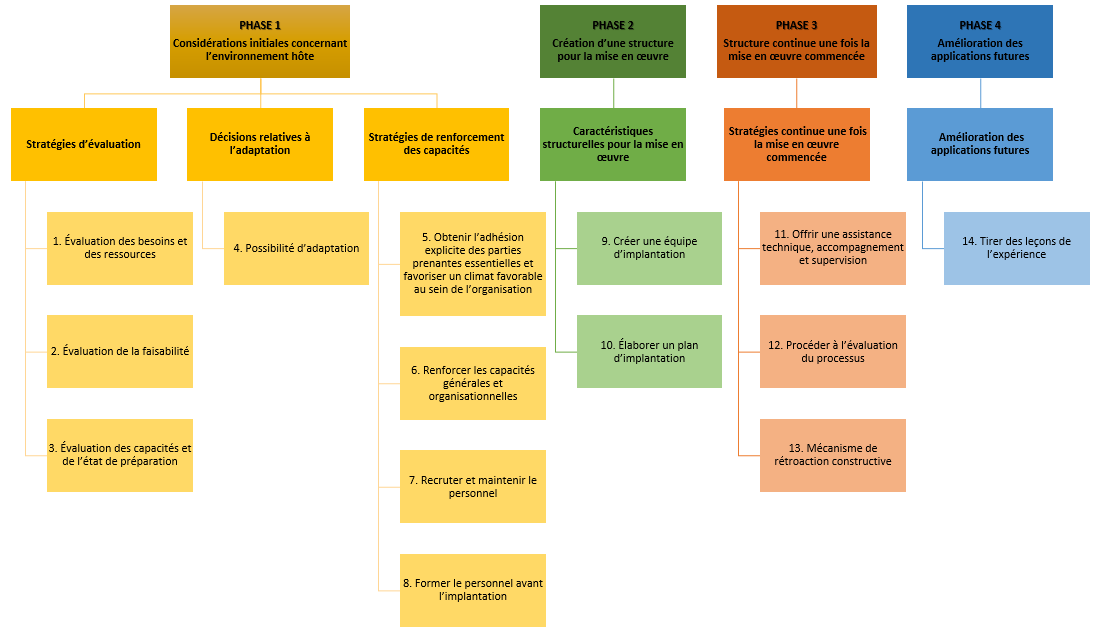 PHASE 1
Considérations initiales concernant
l'environnement hôte
PHASE 2
Création d'une structure
pour la mise en œuvre
PHASE 3
Structure continue une fois la
mise en œuvre commencée
PHASE 4
Amélioration des
applications futures
Stratégies d'évaluation
Décisions relatives à
l'adaptation
Stratégies de renforcement
des capacités
Caractéristiques
structurelles pour la mise en
œuvre
Stratégies continue une fois
la mise en œuvre
commencée
Amélioration des
applications futures
1. Évaluation des besoins et
des ressources
2. Évaluation de la faisabilité
3. Évaluation des capacités et
de l'état de préparation
4. Possibilité d'adaptation
5. Obtenir l'adhésion
explicite des parties
prenantes essentielles et
favoriser un climat favorable
au sein de l'organisation
6. Renforcer les capacités
générales et
organisationnelles
7. Recruter et maintenir le
personnel
8. Former le personnel avant
l'implantation
9. Créer une équipe
d'implantation
10. Élaborer un plan
d'implantation
11. Offrir une assistance
technique, accompagnement
et supervision
12. Procéder à l'évaluation
du processus
13. Mécanisme de
rétroaction constructive
14. Tirer des leçons de
l'expérience